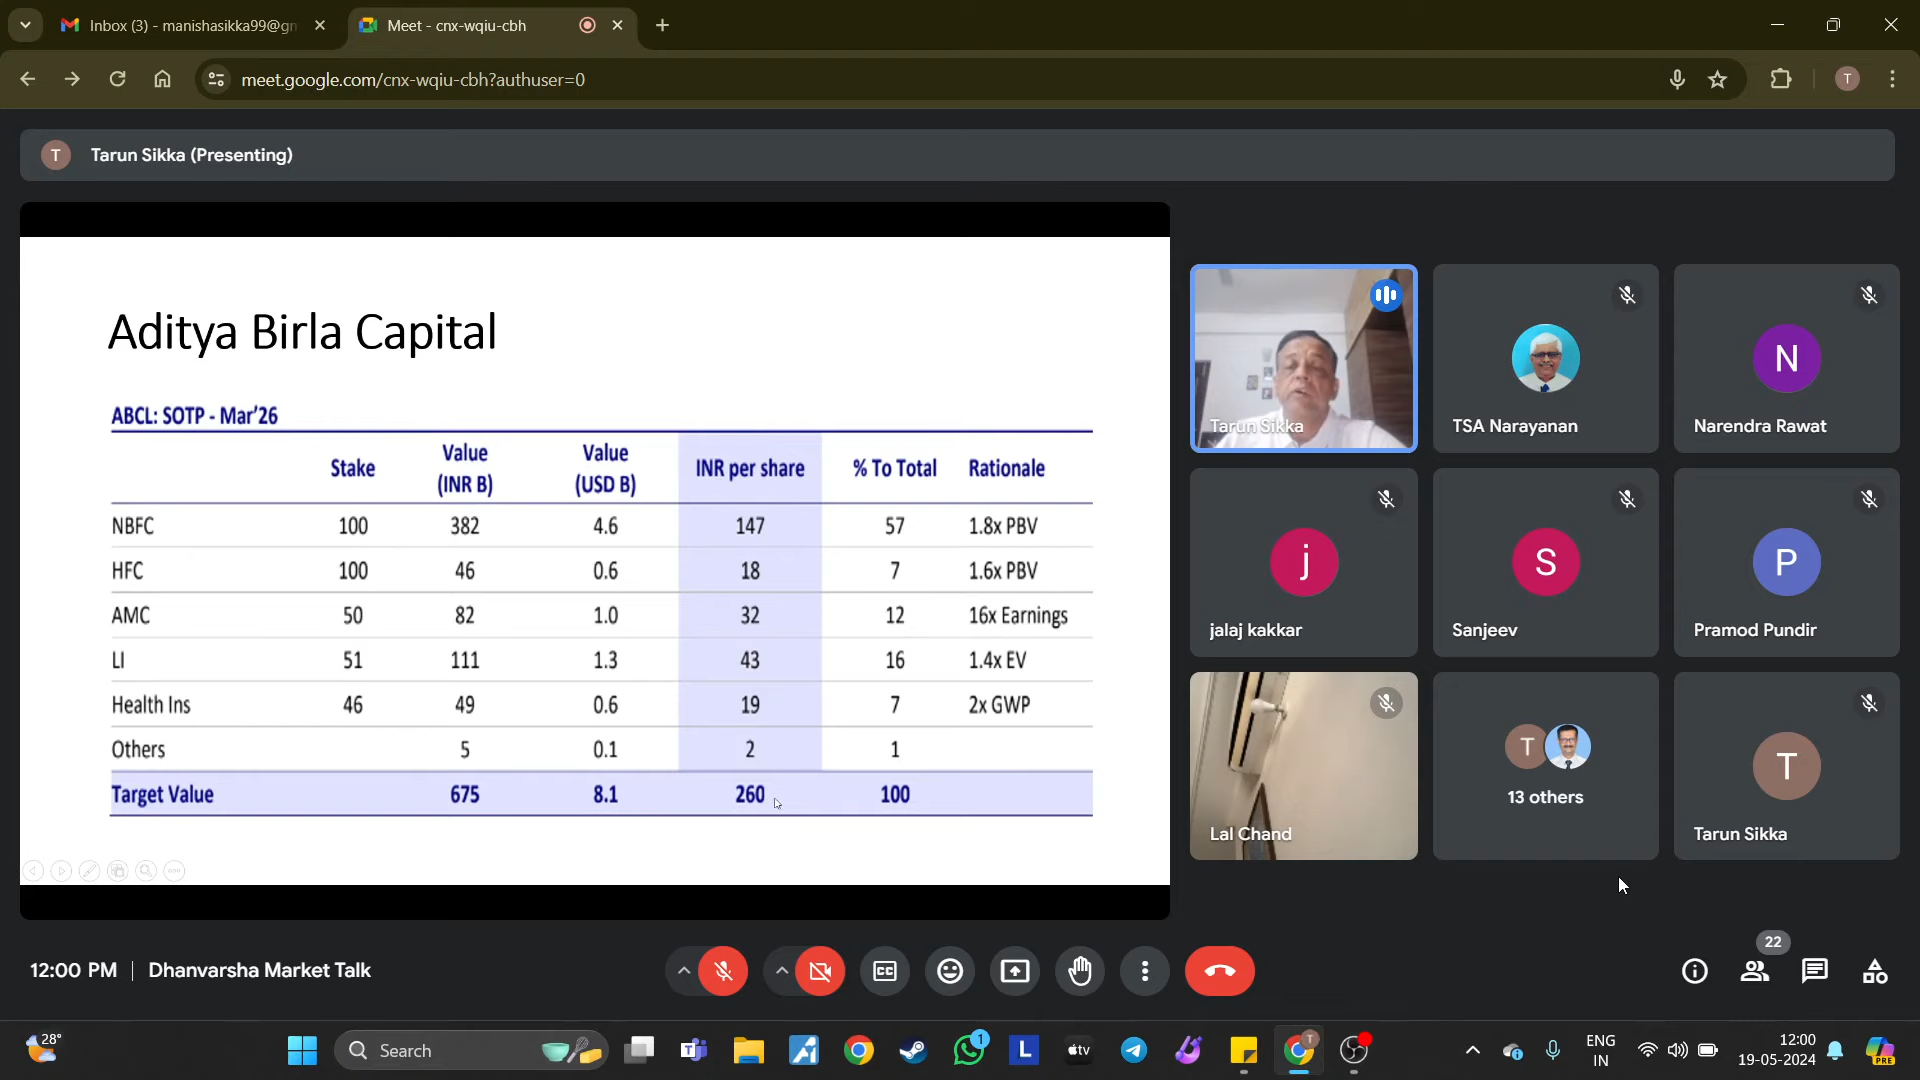 Inbox (3) - manishasikka99@gm
Meet - cnx-wqiu-cbh
meet.google.com/cnx-wqiu-cbh?authuser=0
T
T
Tarun Sikka (Presenting)
Aditya Birla Capital
ABCL: SOTP - Mar'26
Stake Value (INR B) Value (USD B) INR per share % To Total Rationale
NBFC 100 382 4.6 147 57 1.8x PBV
HFC 100 46 0.6 18 7 1.6x PBV
AMC 50 82 1.0 32 12 16x Earnings
LI 51 111 1.3 43 16 1.4x EV
Health Ins 46 49 0.6 19 7 2x GWP
Others 5 0.1 2 1
Target Value 675 8.1 260 100
Tarun Sikka
TSA Narayanan
N
Narendra Rawat
j
jalaj kakkar
S
Sanjeev
P
Pramod Pundir
Lal Chand
T
13 others
T
Tarun Sikka
12:00 PM
Dhanvarsha Market Talk
CC
22
28°
Search
1
L
tv
T
ENG
IN
12:00
19-05-2024
PRE